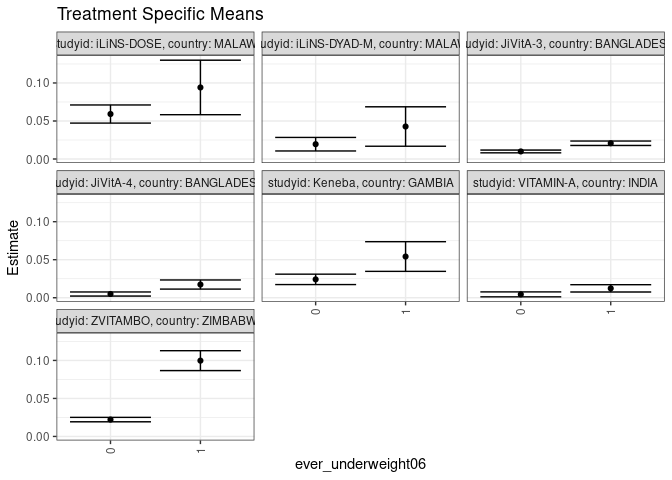 Treatment Specific Means
tudyid: iLiNS-DOSE, country: MALAW
udyid: iLiNS-DYAD-M, country: MALAW
udyid: JiVitA-3, country: BANGLADES
0.10
0.05
0.00
udyid: JiVitA-4, country: BANGLADES
studyid: Keneba, country: GAMBIA
studyid: VITAMIN-A, country: INDIA
0.10
0.05
0.00
Estimate
0
1
0
1
udyid: ZVITAMBO, country: ZIMBABW
0.10
0.05
0.00
0
1
ever_underweight06